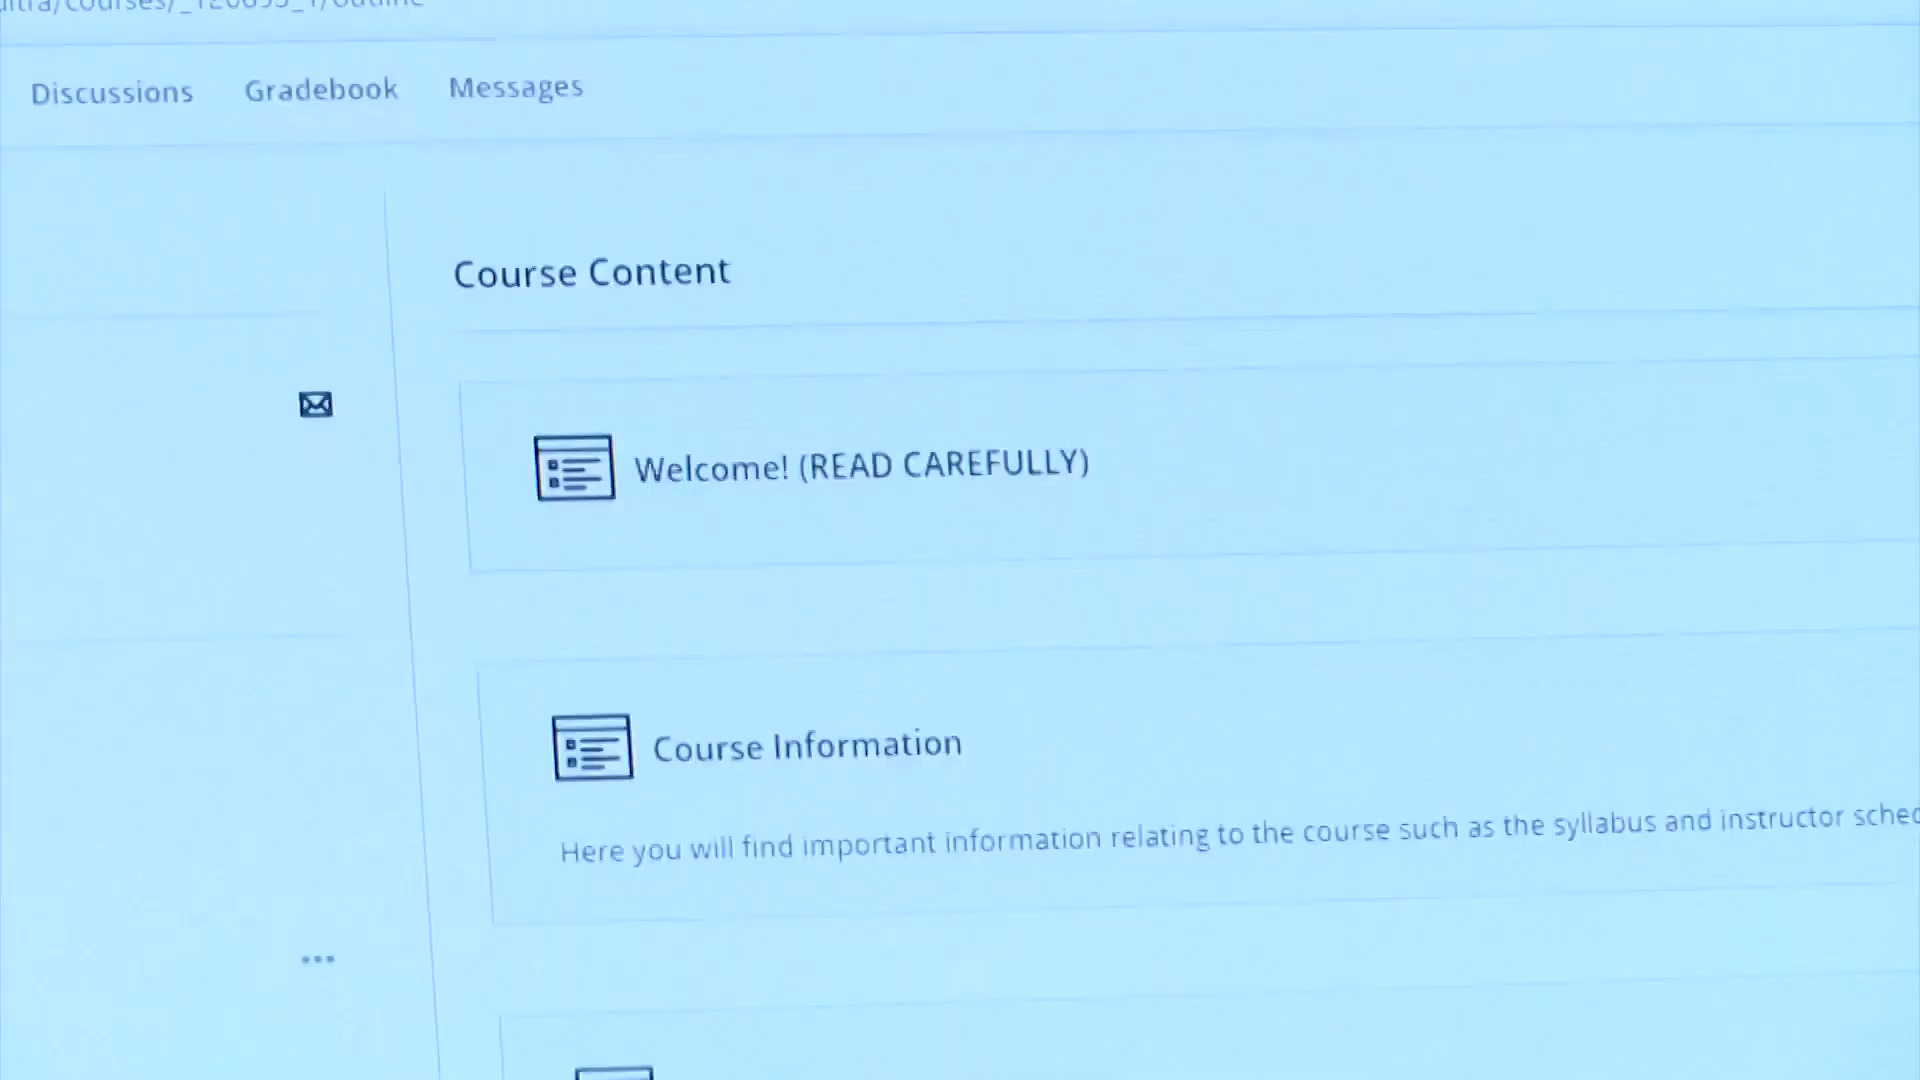 Discussions Gradebook Messages
Course Content
Welcome! (READ CAREFULLY)
Course Information
Here you will find important information relating to the course such as the syllabus and instructor